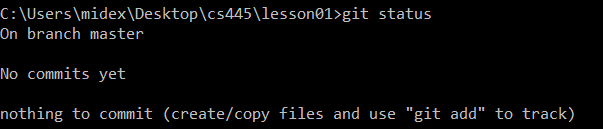 C:\Users\midex\Desktop\cs445\lesson01>git status
On branch master
No commits yet
nothing to commit (create/copy files and use "git add" to track)